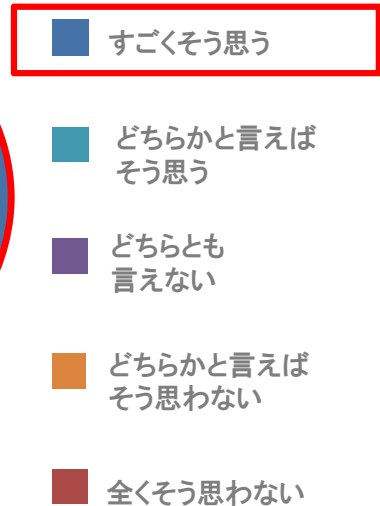 すごくそう思う
どちらかと言えば
そう思う
どちらとも
言えない
どちらかと言えば
そう思わない
全くそう思わない